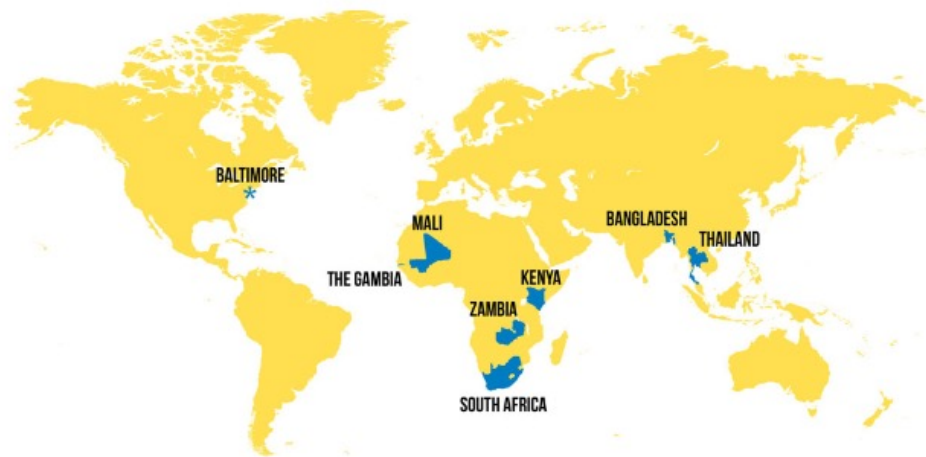 BALTIMORE
MALI
BANGLADESH
THAILAND
THE GAMBIA
KENYA
ZAMBIA
SOUTH AFRICA